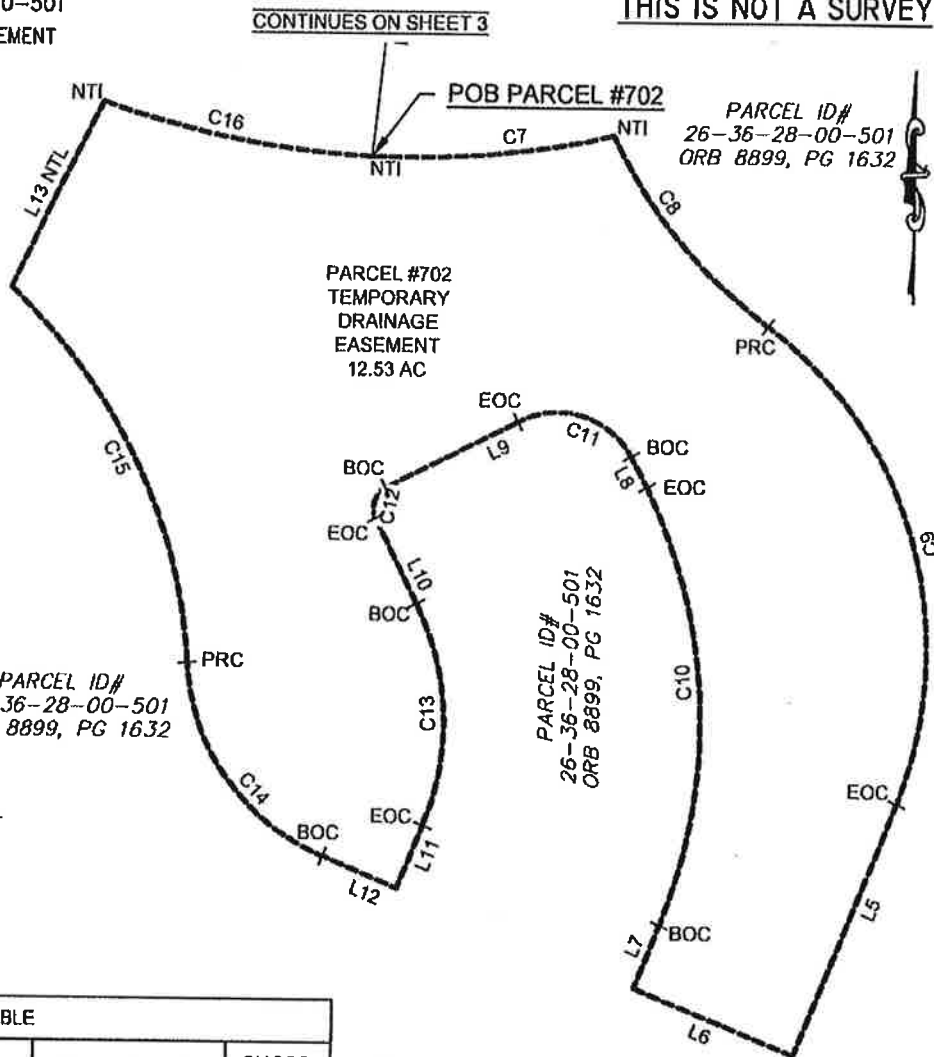 0-501
EMENT
CONTINUES ON SHEET 3
THIS IS NOT A SURVEY
NTI
C16
POB PARCEL #702
C7
NTI
NTI
PARCEL ID#
26-36-28-00-501
ORB 8899, PG 1632
L13 NTL
C8
PARCEL #702
TEMPORARY
DRAINAGE
EASEMENT
12.53 AC
PRC
EOC
C11
BOC
L9
L8
EOC
BOC
C12
EOC
C15
C9
L10
BOC
PARCEL ID#
26-36-28-00-501
ORB 8899, PG 1632
PRC
C10
PARCEL ID#
36-28-00-501
8899, PG 1632
C13
C14
EOC
BOC
L11
L12
EOC
L5
L7
BOC
L6
BLE